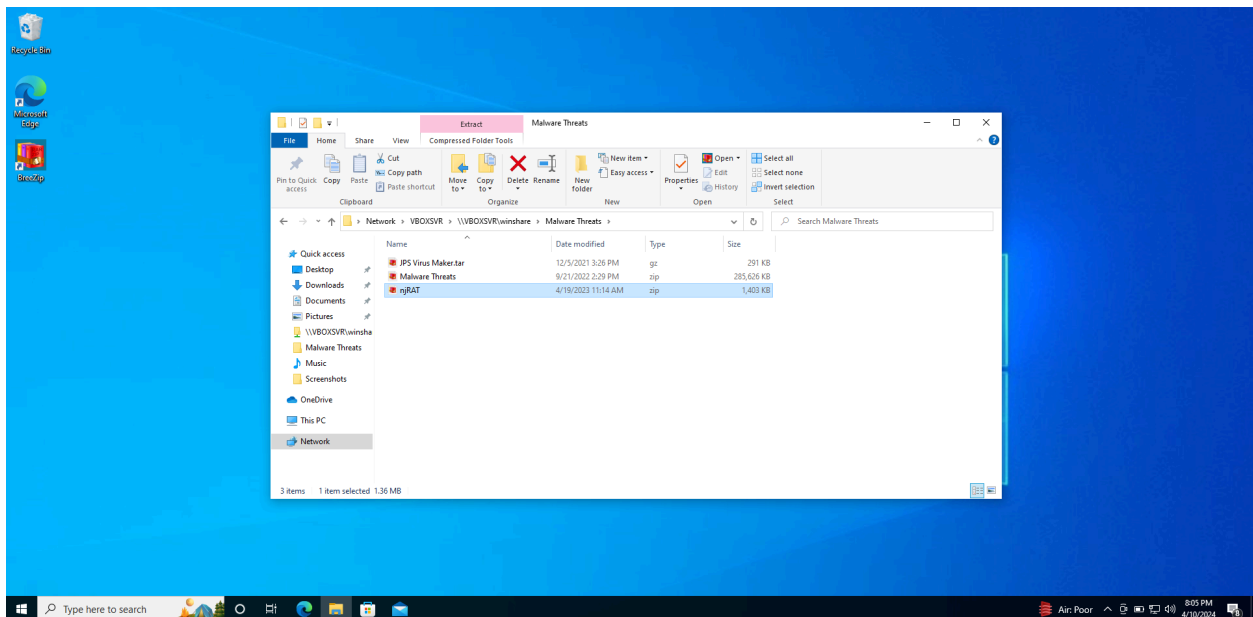 Recycle Bin
Microsoft
Edge
BreeZip
Extract
Malware Threats
File
Home
Share
View
Compressed Folder Tools
Pin to Quick
access
Copy
Paste
Cut
Copy path
Paste shortcut
Clipboard
Move
to
Copy
to
Delete
Rename
Organize
New
folder
New item
Easy access
New
Properties
Open
Edit
History
Open
Select all
Select none
Invert selection
Select
Network › VBOXSVR › \\VBOXSVR\winshare › Malware Threats ›
Search Malware Threats
Quick access
Desktop
Downloads
Documents
Pictures
\\VBOXSVR\winsha
Malware Threats
Music
Screenshots
OneDrive
This PC
Network
Name Date modified Type Size
JPS Virus Maker.tar 12/5/2021 3:26 PM gz 291 KB
Malware Threats 9/21/2022 2:29 PM zip 285,626 KB
njRAT 4/19/2023 11:14 AM zip 1,403 KB
3 items 1 item selected 1.36 MB
Type here to search
Air: Poor
8:05 PM
4/10/2024